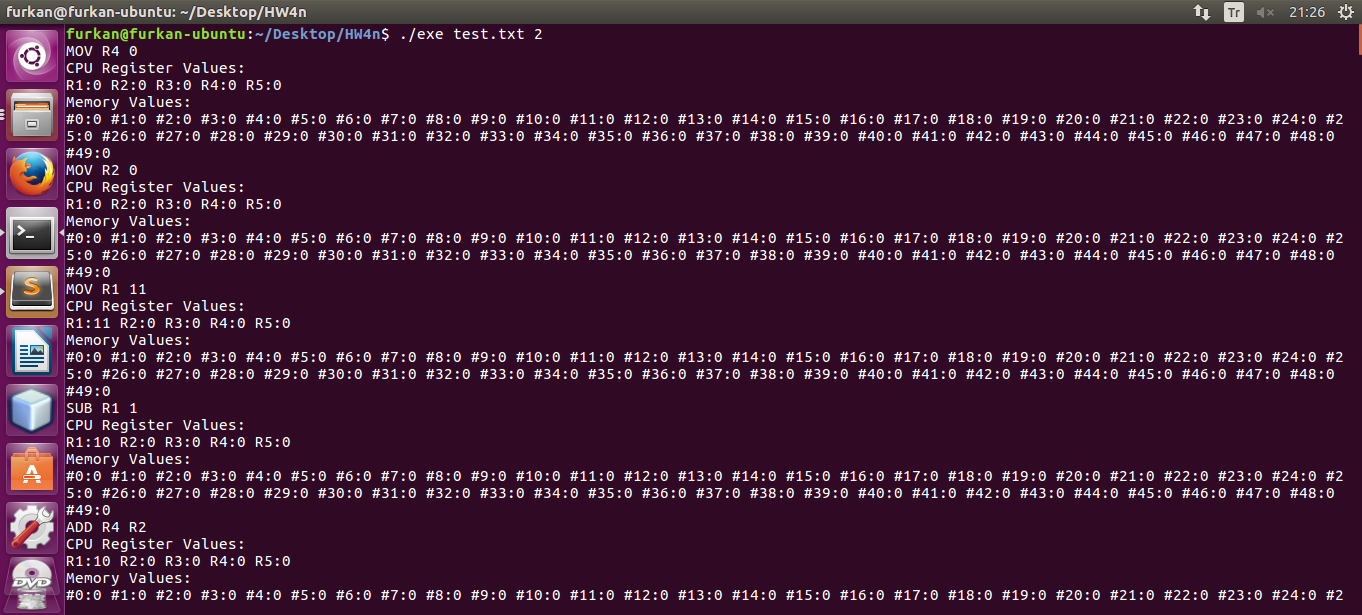 furkan@furkan-ubuntu: ~/Desktop/HW4n
Tr
21:26
furkan@furkan-ubuntu:~/Desktop/HW4n$ ./exe test.txt 2
MOV R4 0
CPU Register Values:
R1:0 R2:0 R3:0 R4:0 R5:0
Memory Values:
#0:0 #1:0 #2:0 #3:0 #4:0 #5:0 #6:0 #7:0 #8:0 #9:0 #10:0 #11:0 #12:0 #13:0 #14:0 #15:0 #16:0 #17:0 #18:0 #19:0 #20:0 #21:0 #22:0 #23:0 #24:0 #2
5:0 #26:0 #27:0 #28:0 #29:0 #30:0 #31:0 #32:0 #33:0 #34:0 #35:0 #36:0 #37:0 #38:0 #39:0 #40:0 #41:0 #42:0 #43:0 #44:0 #45:0 #46:0 #47:0 #48:0
#49:0
MOV R2 0
CPU Register Values:
R1:0 R2:0 R3:0 R4:0 R5:0
Memory Values:
#0:0 #1:0 #2:0 #3:0 #4:0 #5:0 #6:0 #7:0 #8:0 #9:0 #10:0 #11:0 #12:0 #13:0 #14:0 #15:0 #16:0 #17:0 #18:0 #19:0 #20:0 #21:0 #22:0 #23:0 #24:0 #2
5:0 #26:0 #27:0 #28:0 #29:0 #30:0 #31:0 #32:0 #33:0 #34:0 #35:0 #36:0 #37:0 #38:0 #39:0 #40:0 #41:0 #42:0 #43:0 #44:0 #45:0 #46:0 #47:0 #48:0
#49:0
MOV R1 11
CPU Register Values:
R1:11 R2:0 R3:0 R4:0 R5:0
Memory Values:
#0:0 #1:0 #2:0 #3:0 #4:0 #5:0 #6:0 #7:0 #8:0 #9:0 #10:0 #11:0 #12:0 #13:0 #14:0 #15:0 #16:0 #17:0 #18:0 #19:0 #20:0 #21:0 #22:0 #23:0 #24:0 #2
5:0 #26:0 #27:0 #28:0 #29:0 #30:0 #31:0 #32:0 #33:0 #34:0 #35:0 #36:0 #37:0 #38:0 #39:0 #40:0 #41:0 #42:0 #43:0 #44:0 #45:0 #46:0 #47:0 #48:0
#49:0
SUB R1 1
CPU Register Values:
R1:10 R2:0 R3:0 R4:0 R5:0
Memory Values:
#0:0 #1:0 #2:0 #3:0 #4:0 #5:0 #6:0 #7:0 #8:0 #9:0 #10:0 #11:0 #12:0 #13:0 #14:0 #15:0 #16:0 #17:0 #18:0 #19:0 #20:0 #21:0 #22:0 #23:0 #24:0 #2
5:0 #26:0 #27:0 #28:0 #29:0 #30:0 #31:0 #32:0 #33:0 #34:0 #35:0 #36:0 #37:0 #38:0 #39:0 #40:0 #41:0 #42:0 #43:0 #44:0 #45:0 #46:0 #47:0 #48:0
#49:0
ADD R4 R2
CPU Register Values:
R1:10 R2:0 R3:0 R4:0 R5:0
Memory Values:
#0:0 #1:0 #2:0 #3:0 #4:0 #5:0 #6:0 #7:0 #8:0 #9:0 #10:0 #11:0 #12:0 #13:0 #14:0 #15:0 #16:0 #17:0 #18:0 #19:0 #20:0 #21:0 #22:0 #23:0 #24:0 #2
DVD